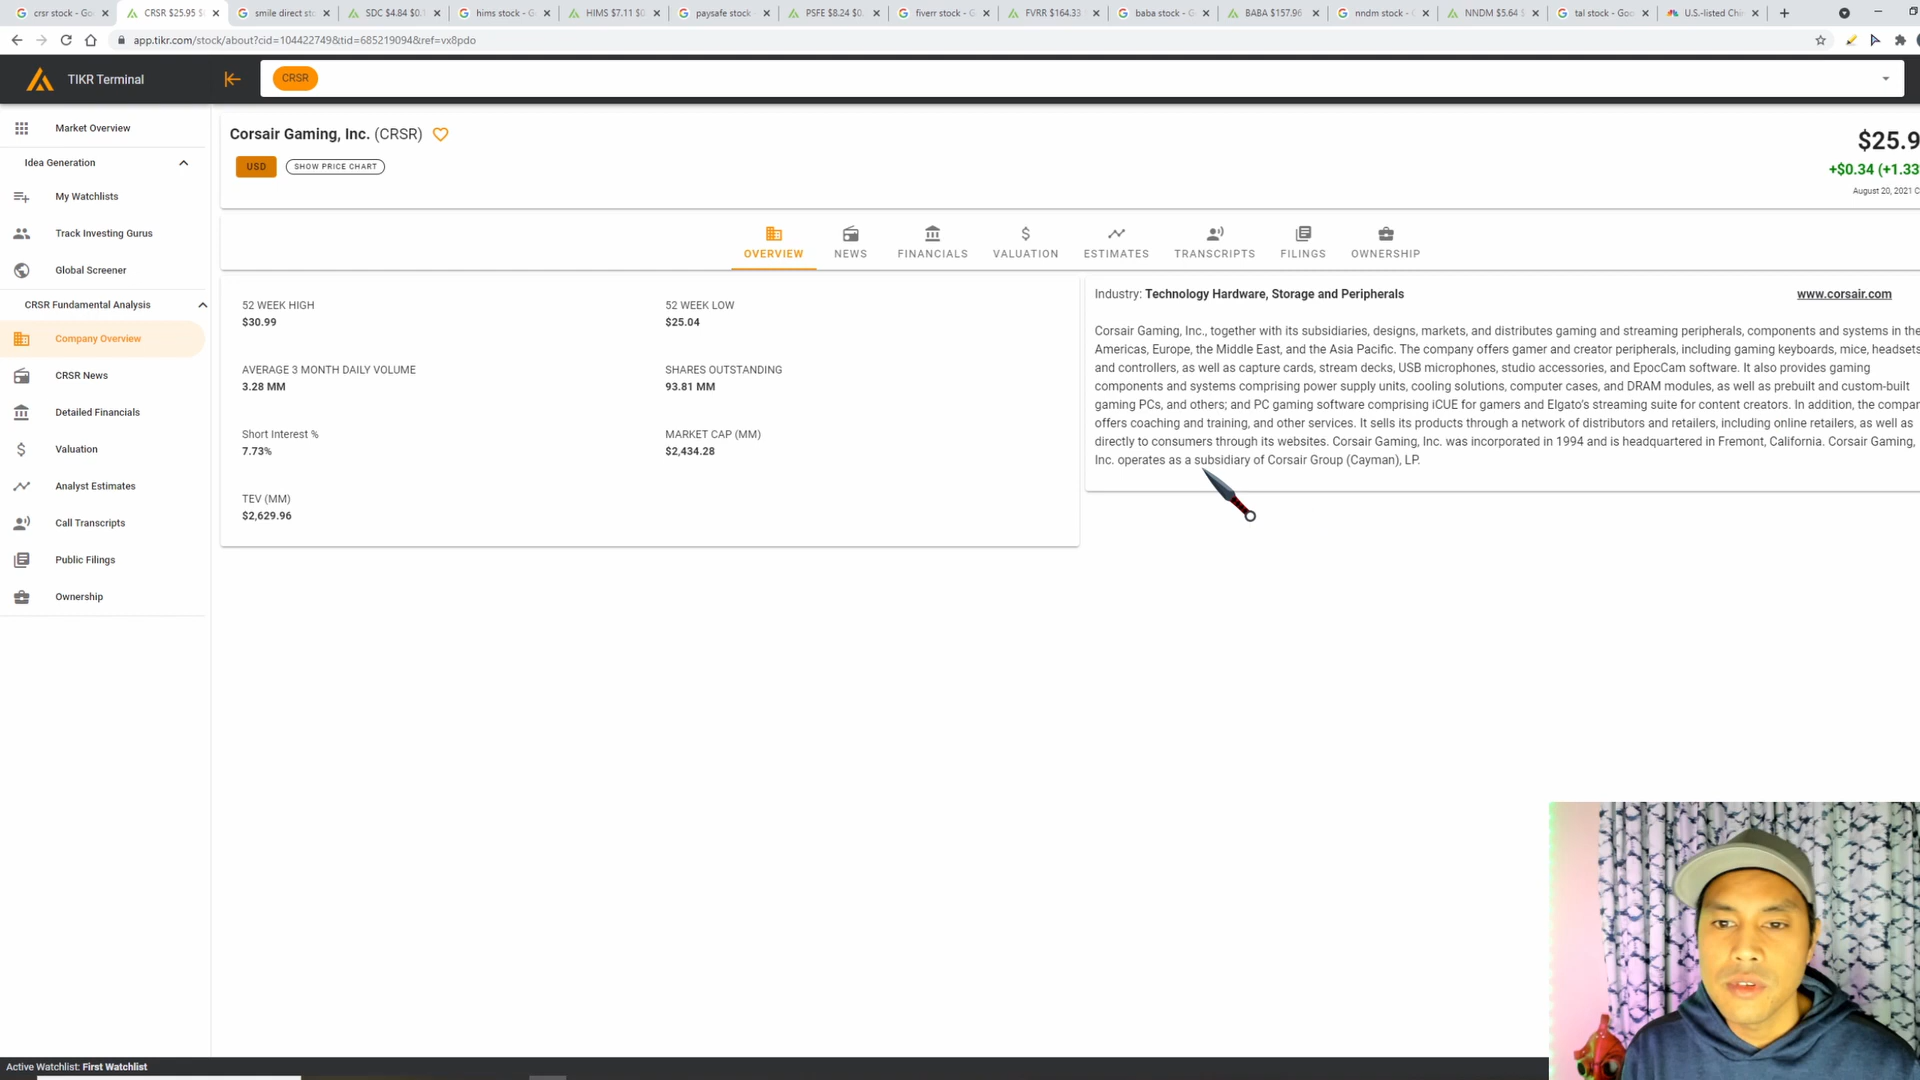 crsr stock - Go
CRSR $25.95 $
smile direct sto
SDC $4.84 $0.
hims stock - G
HIMS $7.11 $0
paysafe stock
PSFE $8.24 $0.
fiverr stock - G
FVRR $164.33
baba stock - G
BABA $157.96
nndm stock -
NNDM $5.64
tal stock - Goo
U.S.-listed Chi
app.tikr.com/stock/about?cid=104422749&tid=685219094&ref=vx8pdo
TIKR Terminal
CRSR
Market Overview
Idea Generation
My Watchlists
Track Investing Gurus
Global Screener
CRSR Fundamental Analysis
Company Overview
CRSR News
Detailed Financials
Valuation
Analyst Estimates
Call Transcripts
Public Filings
Ownership
Corsair Gaming, Inc. (CRSR)
USD
SHOW PRICE CHART
$25.9
+$0.34 (+1.33
August 20, 2021 C
OVERVIEW
NEWS
FINANCIALS
VALUATION
ESTIMATES
TRANSCRIPTS
FILINGS
OWNERSHIP
52 WEEK HIGH
$30.99
52 WEEK LOW
$25.04
AVERAGE 3 MONTH DAILY VOLUME
3.28 MM
SHARES OUTSTANDING
93.81 MM
Short Interest %
7.73%
MARKET CAP (MM)
$2,434.28
TEV (MM)
$2,629.96
Industry: Technology Hardware, Storage and Peripherals
www.corsair.com
Corsair Gaming, Inc., together with its subsidiaries, designs, markets, and distributes gaming and streaming peripherals, components and systems in the
Americas, Europe, the Middle East, and the Asia Pacific. The company offers gamer and creator peripherals, including gaming keyboards, mice, headsets
and controllers, as well as capture cards, stream decks, USB microphones, studio accessories, and EpocCam software. It also provides gaming
components and systems comprising power supply units, cooling solutions, computer cases, and DRAM modules, as well as prebuilt and custom-built
gaming PCs, and others; and PC gaming software comprising iCUE for gamers and Elgato's streaming suite for content creators. In addition, the compan
offers coaching and training, and other services. It sells its products through a network of distributors and retailers, including online retailers, as well as
directly to consumers through its websites. Corsair Gaming, Inc. was incorporated in 1994 and is headquartered in Fremont, California. Corsair Gaming,
Inc. operates as a subsidiary of Corsair Group (Cayman), LP.
Active Watchlist: First Watchlist